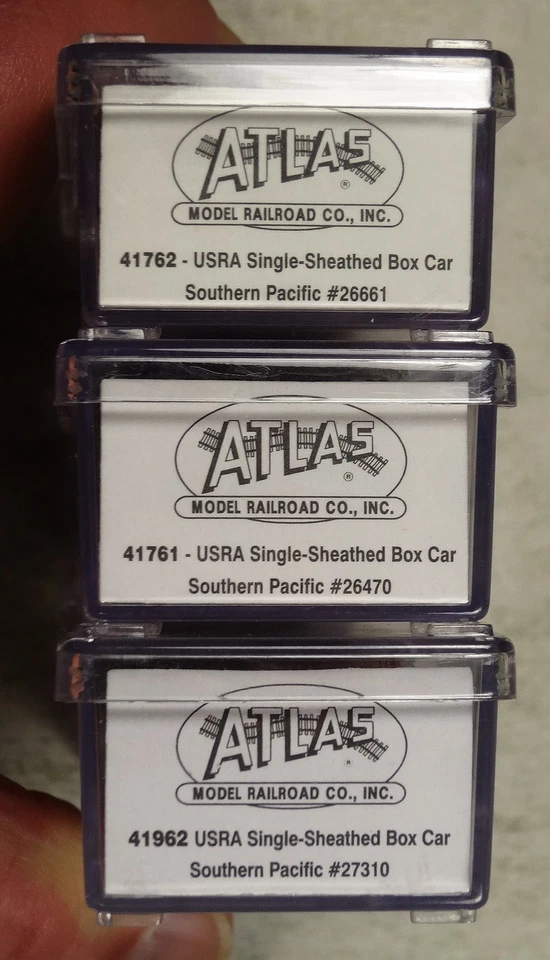 ATLAS
®
MODEL RAILROAD CO., INC.
41762 - USRA Single-Sheathed Box Car
Southern Pacific #26661
ATLAS
®
MODEL RAILROAD CO., INC.
41761 - USRA Single-Sheathed Box Car
Southern Pacific #26470
ATLAS
®
MODEL RAILROAD CO., INC.
41962 USRA Single-Sheathed Box Car
Southern Pacific #27310